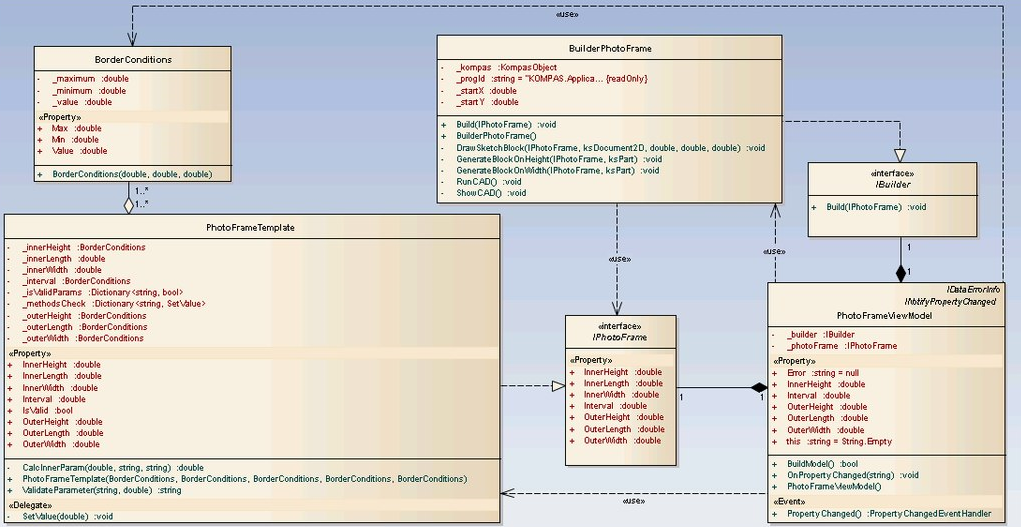 «use»
BorderConditions
- _maximum :double
- _minimum :double
- _value :double
«Property»
+ Max :double
+ Min :double
+ Value :double
+ BorderConditions(double, double, double)
1..*
1..*
BuilderPhotoFrame
- _kompas :KompasObject
- _progId :string = "KOMPAS.Applica... {readOnly}
- _startX :double
- _startY :double
+ Build(IPhotoFrame) :void
+ BuilderPhotoFrame()
- DrawSketchBlock(IPhotoFrame, ksDocument2D, double, double, double) :void
- GenerateBlockOnHeight(IPhotoFrame, ksPart) :void
- GenerateBlockOnWidth(IPhotoFrame, ksPart) :void
- RunCAD() :void
- ShowCAD() :void
«interface»
IBuilder
+ Build(IPhotoFrame) :void
1
1
«use»
«use»
PhotoFrameTemplate
- _innerHeight :BorderConditions
- _innerLength :double
- _innerWidth :double
- _interval :BorderConditions
- _isValidParams :Dictionary<string, bool>
- _methodsCheck :Dictionary<string, SetValue>
- _outerHeight :BorderConditions
- _outerLength :BorderConditions
- _outerWidth :BorderConditions
«Property»
+ InnerHeight :double
+ InnerLength :double
+ InnerWidth :double
+ Interval :double
+ IsValid :bool
+ OuterHeight :double
+ OuterLength :double
+ OuterWidth :double
- CalcInnerParam(double, string, string) :double
+ PhotoFrameTemplate(BorderConditions, BorderConditions, BorderConditions, BorderConditions, BorderConditions)
+ ValidateParameter(string, double) :string
«Delegate»
- SetValue(double) :void
«interface»
IPhotoFrame
«Property»
+ InnerHeight :double
+ InnerLength :double
+ InnerWidth :double
+ Interval :double
+ OuterHeight :double
+ OuterLength :double
+ OuterWidth :double
1
1
IDataErrorInfo
INotifyPropertyChanged
PhotoFrameViewModel
- _builder :IBuilder
- _photoFrame :IPhotoFrame
«Property»
+ Error :string = null
+ InnerHeight :double
+ Interval :double
+ OuterHeight :double
+ OuterLength :double
+ OuterWidth :double
+ this :string = String.Empty
+ BuildModel() :bool
+ OnPropertyChanged(string) :void
+ PhotoFrameViewModel()
«Event»
+ PropertyChanged() :PropertyChangedEventHandler
«use»